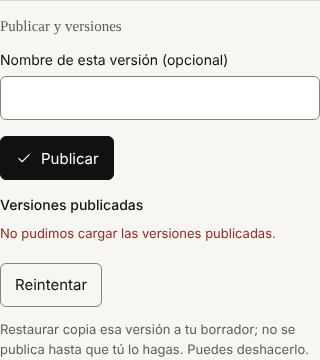 Publicar y versiones
Nombre de esta versión (opcional)
Publicar
Versiones publicadas
No pudimos cargar las versiones publicadas.
Reintentar
Restaurar copia esa versión a tu borrador; no se
publica hasta que tú lo hagas. Puedes deshacerlo.